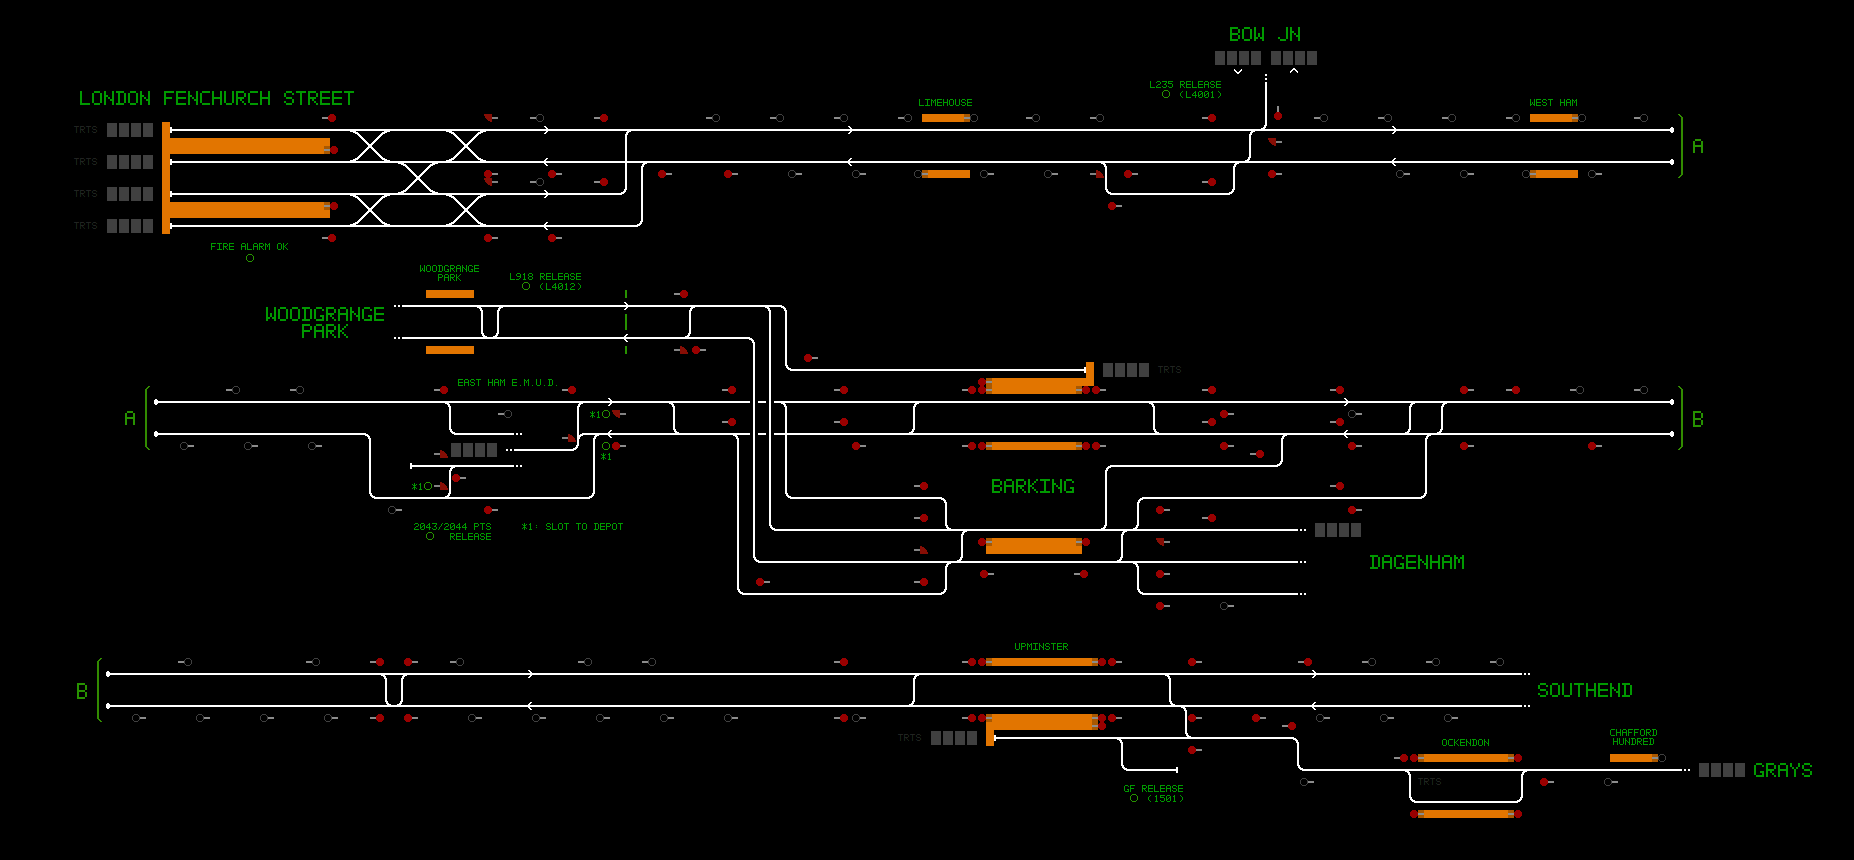 BOW JN
L235 RELEASE
(L4001)
LONDON FENCHURCH STREET
LIMEHOUSE
WEST HAM
TRTS
A
TRTS
TRTS
TRTS
FIRE ALARM OK
WOODGRANGE
PARK
L918 RELEASE
(L4012)
WOODGRANGE
PARK
TRTS
EAST HAM E.M.U.D.
A
*1
B
*1
*1
BARKING
2043/2044 PTS
RELEASE
*1: SLOT TO DEPOT
DAGENHAM
UPMINSTER
B
SOUTHEND
TRTS
OCKENDON
CHAFFORD
HUNDRED
GRAYS
TRTS
GF RELEASE
(1501)